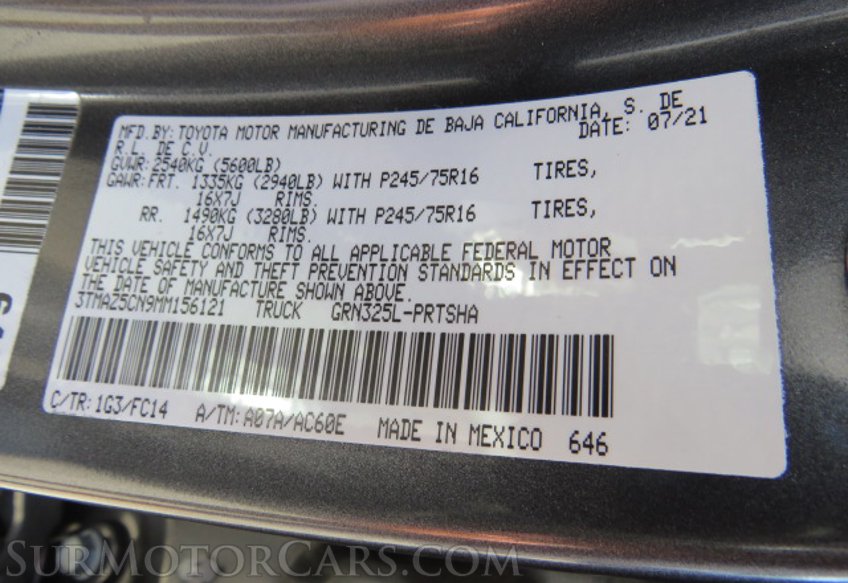 MFD. BY: TOYOTA MOTOR MANUFACTURING DE BAJA CALIFORNIA, S. DE
R.L. DE C.V. DATE: 07/21
GVWR: 2540KG (5600LB)
GAWR: FRT. 1335KG (2940LB) WITH P245/75R16 TIRES,
16X7J RIMS.
RR. 1490KG (3280LB) WITH P245/75R16 TIRES,
16X7J RIMS.
THIS VEHICLE CONFORMS TO ALL APPLICABLE FEDERAL MOTOR
VEHICLE SAFETY AND THEFT PREVENTION STANDARDS IN EFFECT ON
THE DATE OF MANUFACTURE SHOWN ABOVE.
3TMAZ5CN9MM156121 TRUCK GRN325L-PRTSHA
C/TR: 1G3/FC14 A/TM: A07A/AC60E MADE IN MEXICO 646
SURMOTORCARS.COM